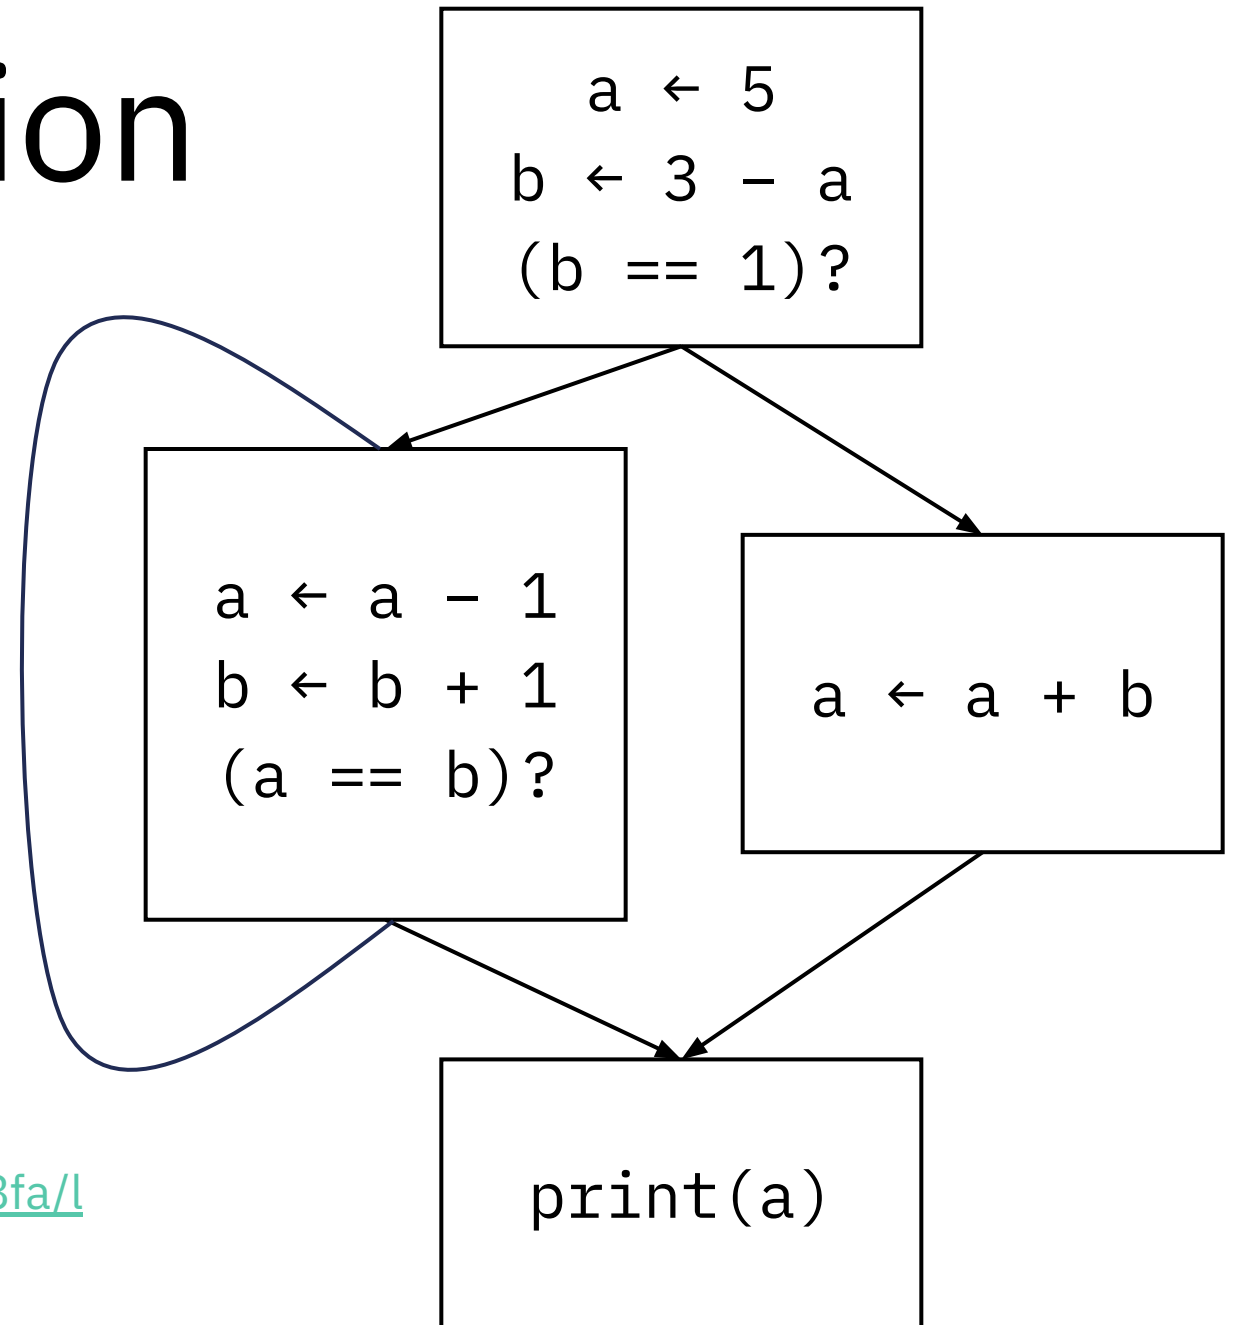 ion
a ← 5
b ← 3 - a
(b == 1)?
a ← a - 1
b ← b + 1
(a == b)?
a ← a + b
3fa/l
print(a)